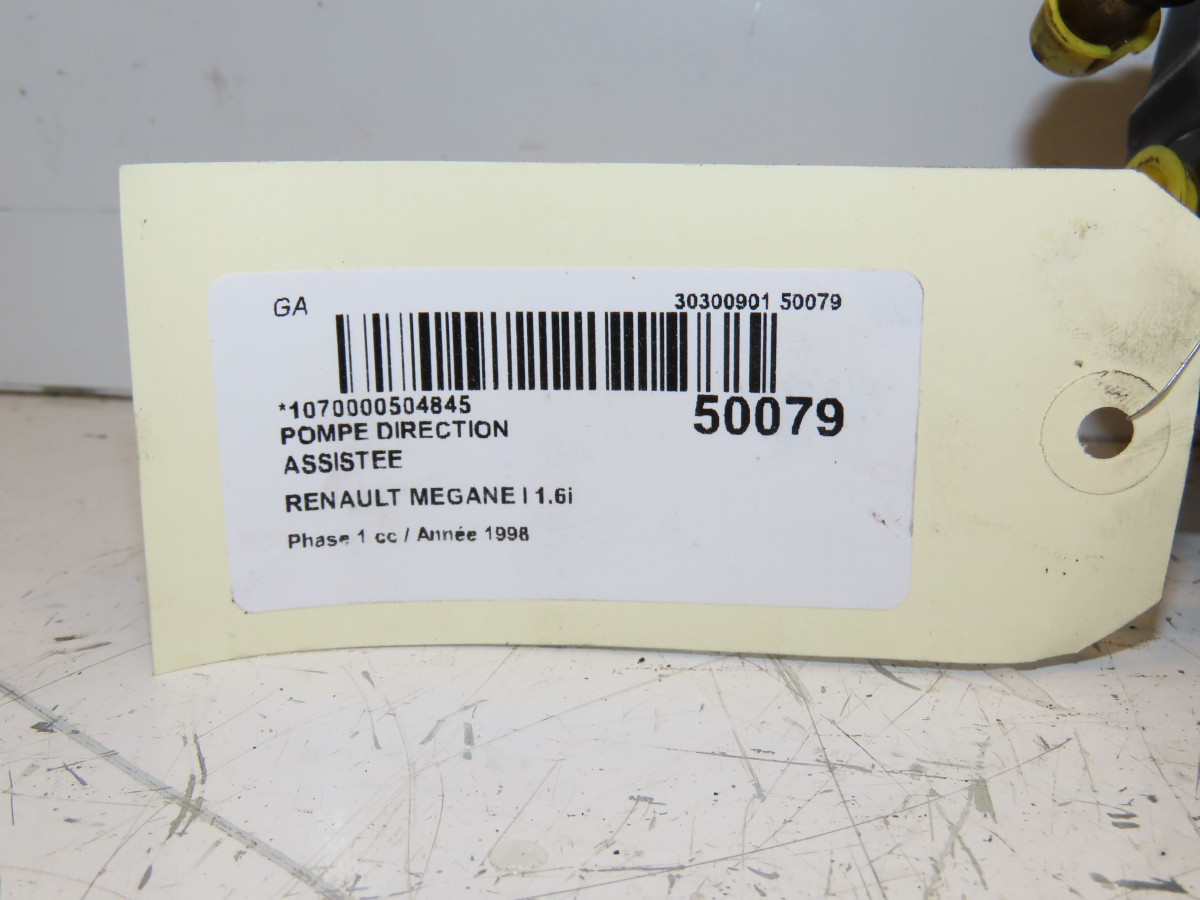 GA 30300901 50079
*1070000504845 50079
POMPE DIRECTION
ASSISTEE
RENAULT MEGANE I 1.6i
Phase 1 cc / Année 1998